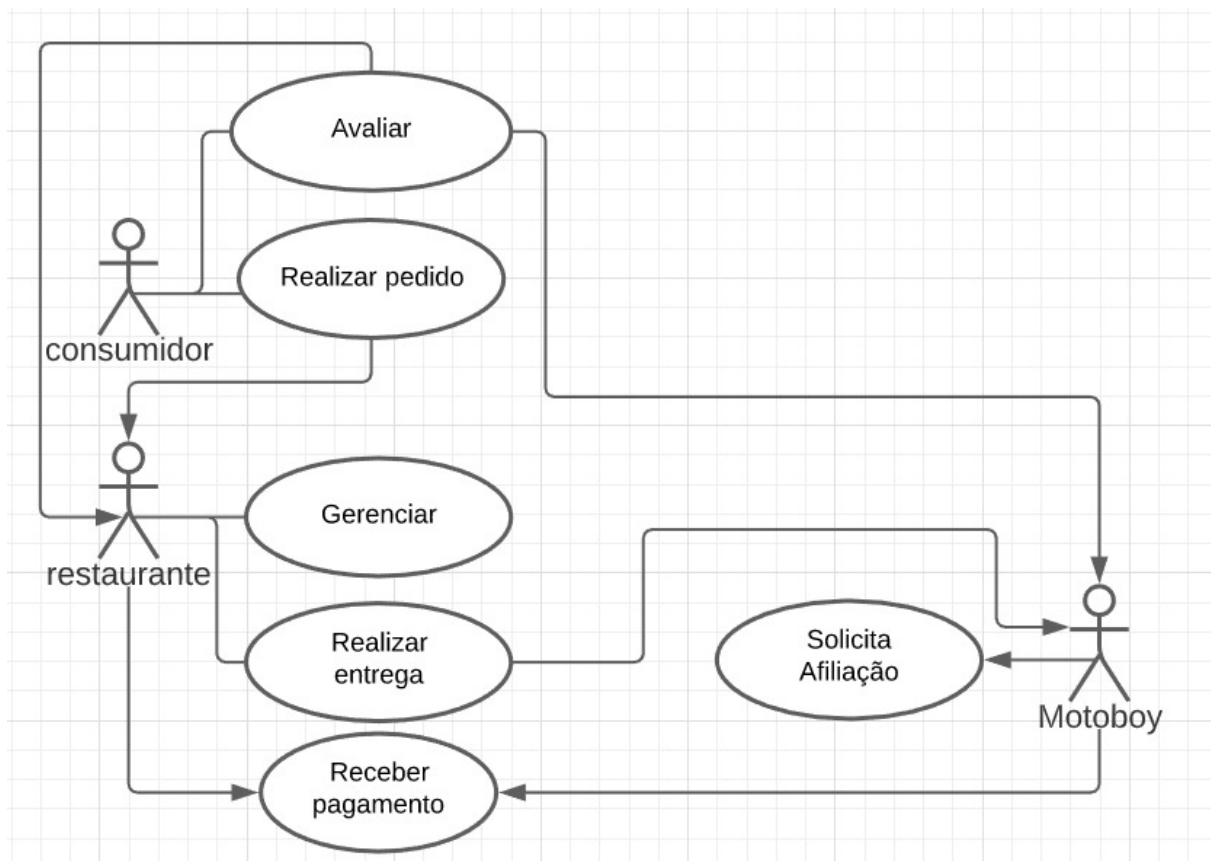 Avaliar
Realizar pedido
consumidor
Gerenciar
restaurante
Realizar
entrega
Solicita
Afiliação
Motoboy
Receber
pagamento